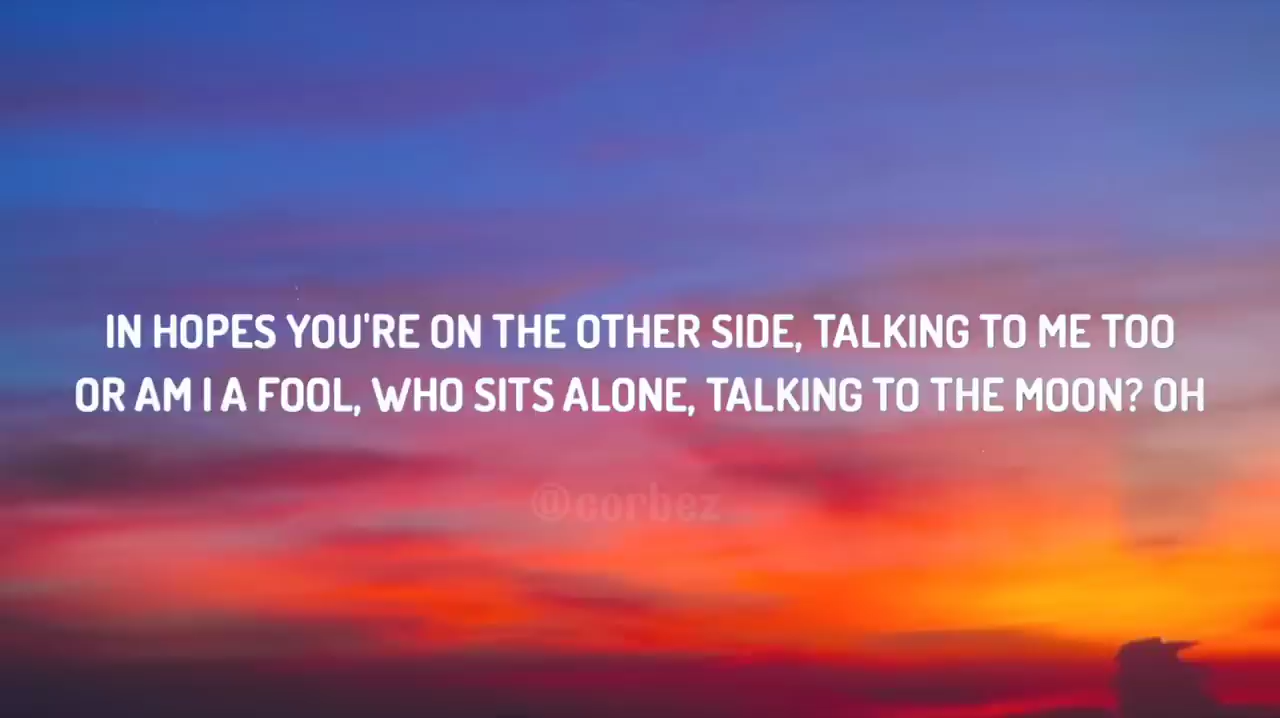 IN HOPES YOU'RE ON THE OTHER SIDE, TALKING TO ME TOO
OR AM I A FOOL, WHO SITS ALONE, TALKING TO THE MOON? OH
@corbez